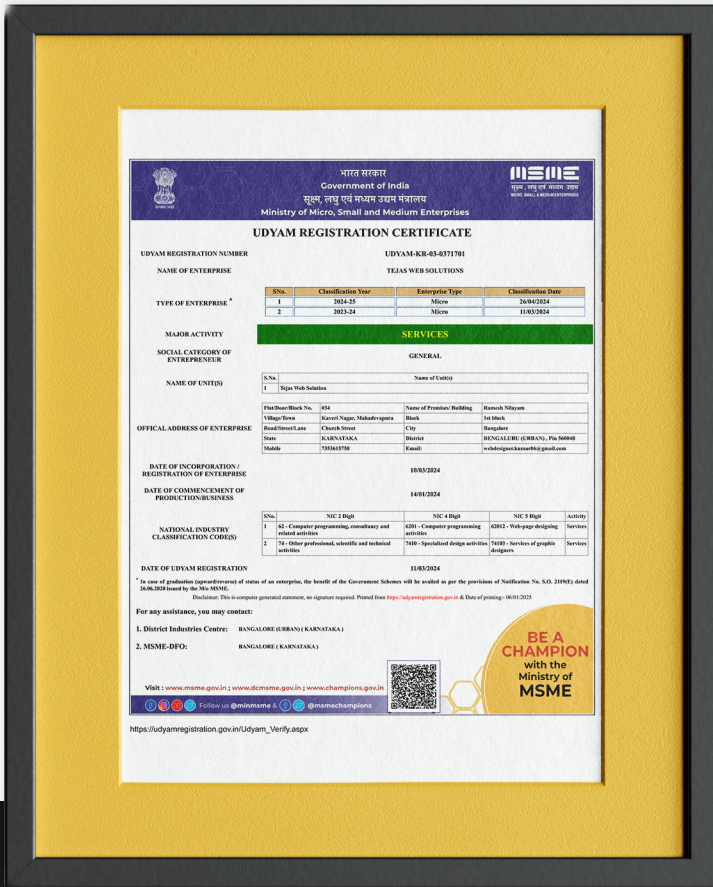 भारत सरकार
Government of India
सूक्ष्म, लघु एवं मध्यम उद्यम मंत्रालय
Ministry of Micro, Small and Medium Enterprises
MSME
सूक्ष्म, लघु एवं मध्यम उद्यम
MICRO, SMALL & MEDIUM ENTERPRISES
UDYAM REGISTRATION CERTIFICATE
UDYAM REGISTRATION NUMBER UDYAM-KR-03-0371701
NAME OF ENTERPRISE TEJAS WEB SOLUTIONS
TYPE OF ENTERPRISE *
SNo. Classification Year Enterprise Type Classification Date
1 2024-25 Micro 26/04/2024
2 2023-24 Micro 11/03/2024
MAJOR ACTIVITY SERVICES
SOCIAL CATEGORY OF
ENTREPRENEUR
GENERAL
NAME OF UNIT(S)
S.No. Name of Unit(s)
1 Tejas Web Solution
OFFICAL ADDRESS OF ENTERPRISE
Flat/Door/Block No. #34 Name of Premises/ Building Ramesh Nilayam
Village/Town Kaveri Nagar, Mahadevapura Block 1st block
Road/Street/Lane Church Street City Bangalore
State KARNATAKA District BENGALURU (URBAN) , Pin 560048
Mobile 7353615758 Email: webdesigner.kumar06@gmail.com
DATE OF INCORPORATION /
REGISTRATION OF ENTERPRISE
10/03/2024
DATE OF COMMENCEMENT OF
PRODUCTION/BUSINESS
14/01/2024
NATIONAL INDUSTRY
CLASSIFICATION CODE(S)
SNo. NIC 2 Digit NIC 4 Digit NIC 5 Digit Activity
1 62 - Computer programming, consultancy and related activities 6201 - Computer programming activities 62012 - Web-page designing Services
2 74 - Other professional, scientific and technical activities 7410 - Specialized design activities 74103 - Services of graphic designers Services
DATE OF UDYAM REGISTRATION 11/03/2024
* In case of graduation (upward/reverse) of status of an enterprise, the benefit of the Government Schemes will be availed as per the provisions of Notification No. S.O. 2119(E) dated
26.06.2020 issued by the M/o MSME.
Disclaimer: This is computer generated statement, no signature required. Printed from https://udyamregistration.gov.in & Date of printing:- 06/01/2025
For any assistance, you may contact:
1. District Industries Centre: BANGALORE (URBAN) ( KARNATAKA )
2. MSME-DFO: BANGALORE ( KARNATAKA )
BE A
CHAMPION
with the
Ministry of
MSME
Visit : www.msme.gov.in ; www.dcmsme.gov.in ; www.champions.gov.in
Follow us @minmsme & @msmechampions
https://udyamregistration.gov.in/Udyam_Verify.aspx